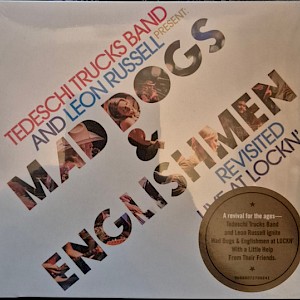 TEDESCHI TRUCKS BAND
AND LEON RUSSELL PRESENT:
MAD DOGS
&
ENGLISHMEN
REVISITED
LIVE AT LOCKN'
A revival for the ages—
Tedeschi Trucks Band
and Leon Russell ignite
Mad Dogs & Englishmen at LOCKN'
With a Little Help
From Their Friends.